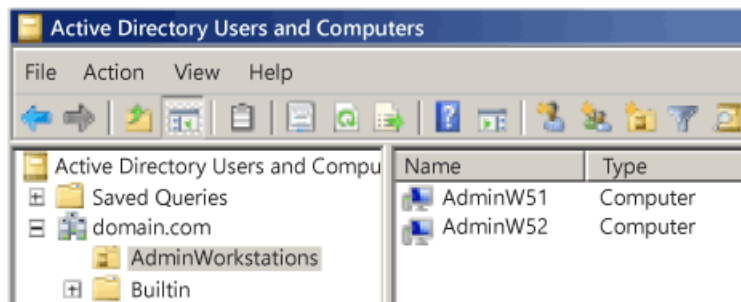 Active Directory Users and Computers
File Action View Help
Active Directory Users and Compu
Saved Queries
domain.com
AdminWorkstations
Builtin
Name Type
AdminW51 Computer
AdminW52 Computer